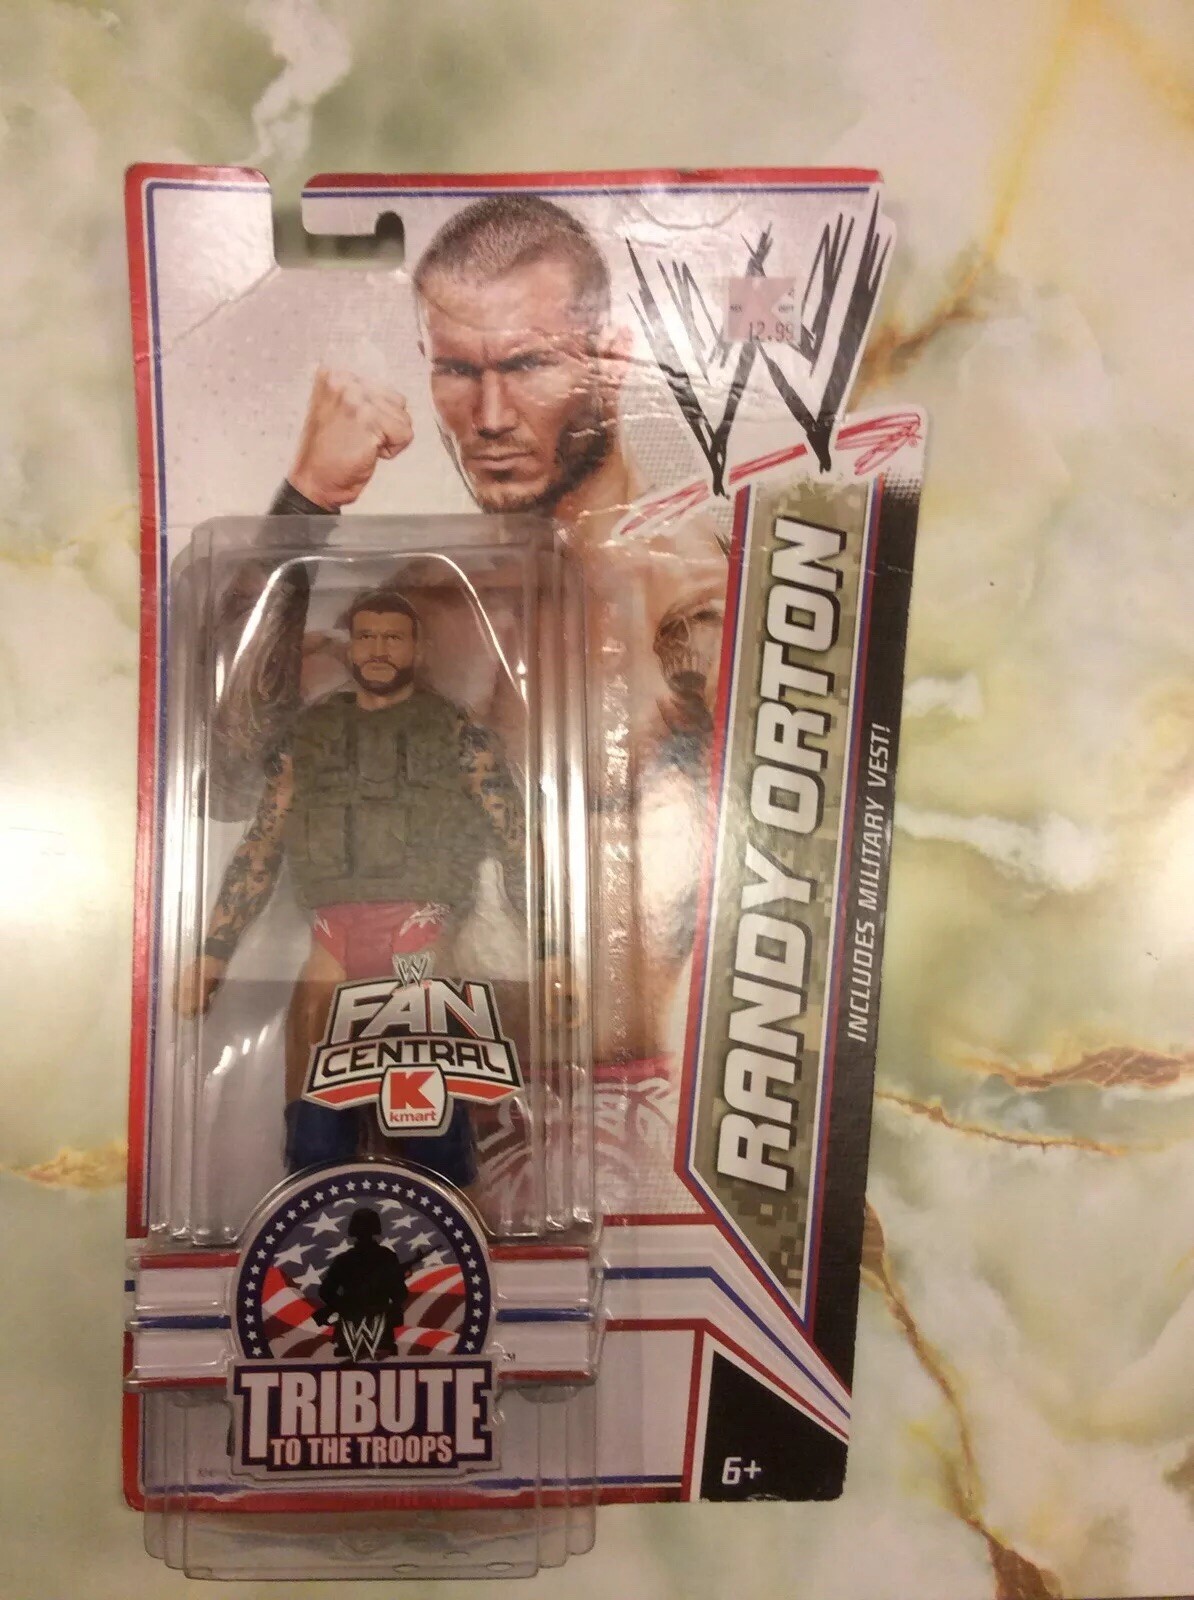 W
12.99
RANDY ORTON
INCLUDES MILITARY VEST!
W
FAN
CENTRAL
K
kmart
W
TRIBUTE
TO THE TROOPS
6+